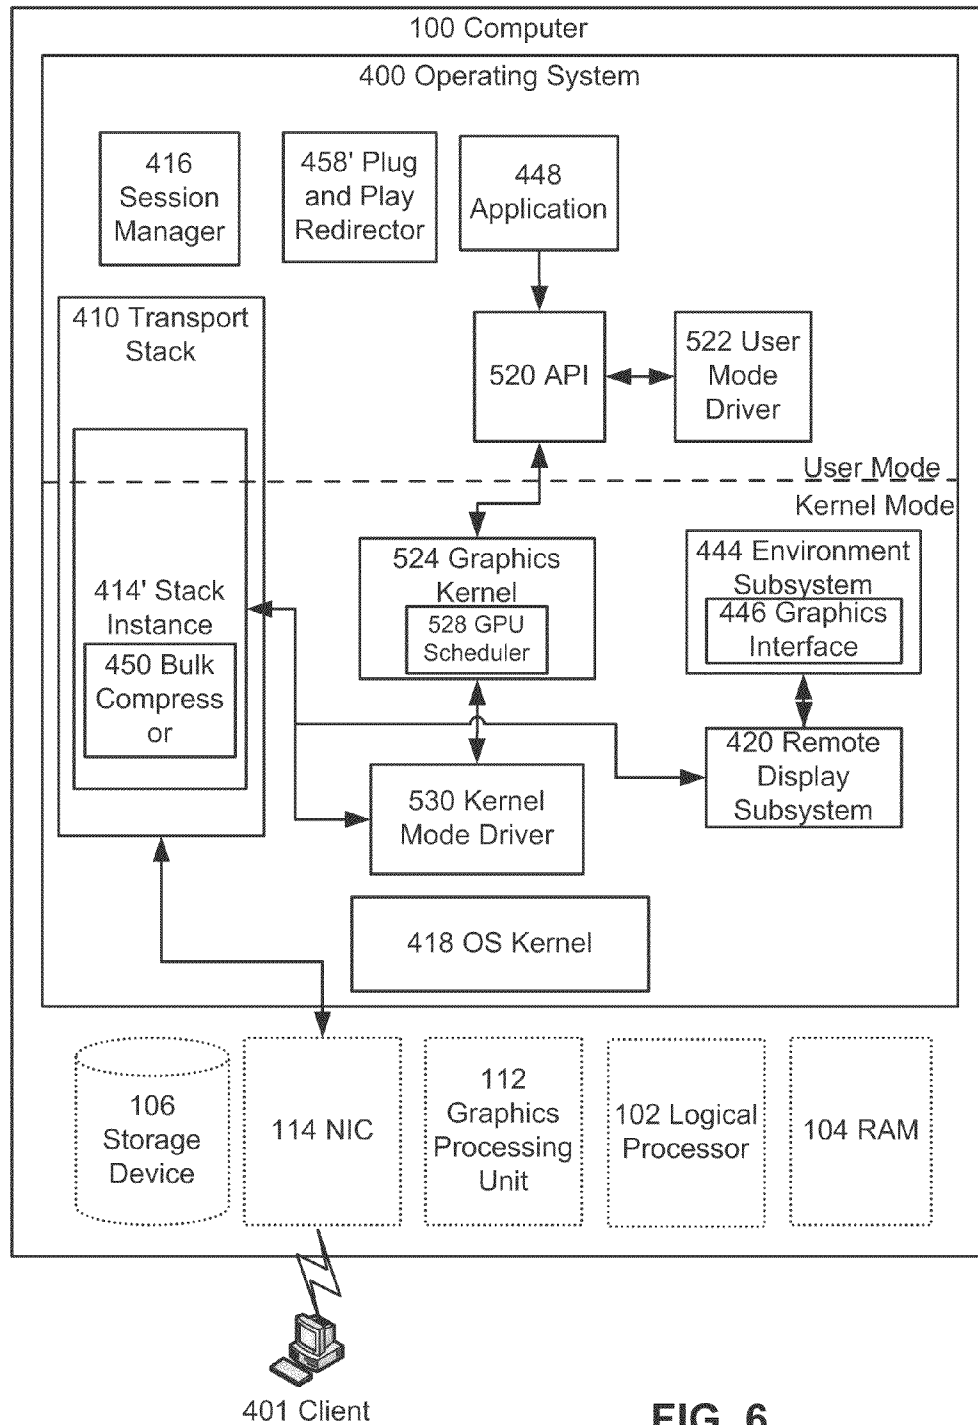 100 Computer
400 Operating System
416
Session
Manager
458' Plug
and Play
Redirector
448
Application
410 Transport
Stack
520 API
522 User
Mode
Driver
User Mode
Kernel Mode
414' Stack
Instance
450 Bulk
Compress
or
524 Graphics
Kernel
528 GPU
Scheduler
444 Environment
Subsystem
446 Graphics
Interface
530 Kernel
Mode Driver
420 Remote
Display
Subsystem
418 OS Kernel
106
Storage
Device
114 NIC
112
Graphics
Processing
Unit
102 Logical
Processor
104 RAM
401 Client
FIG. 6